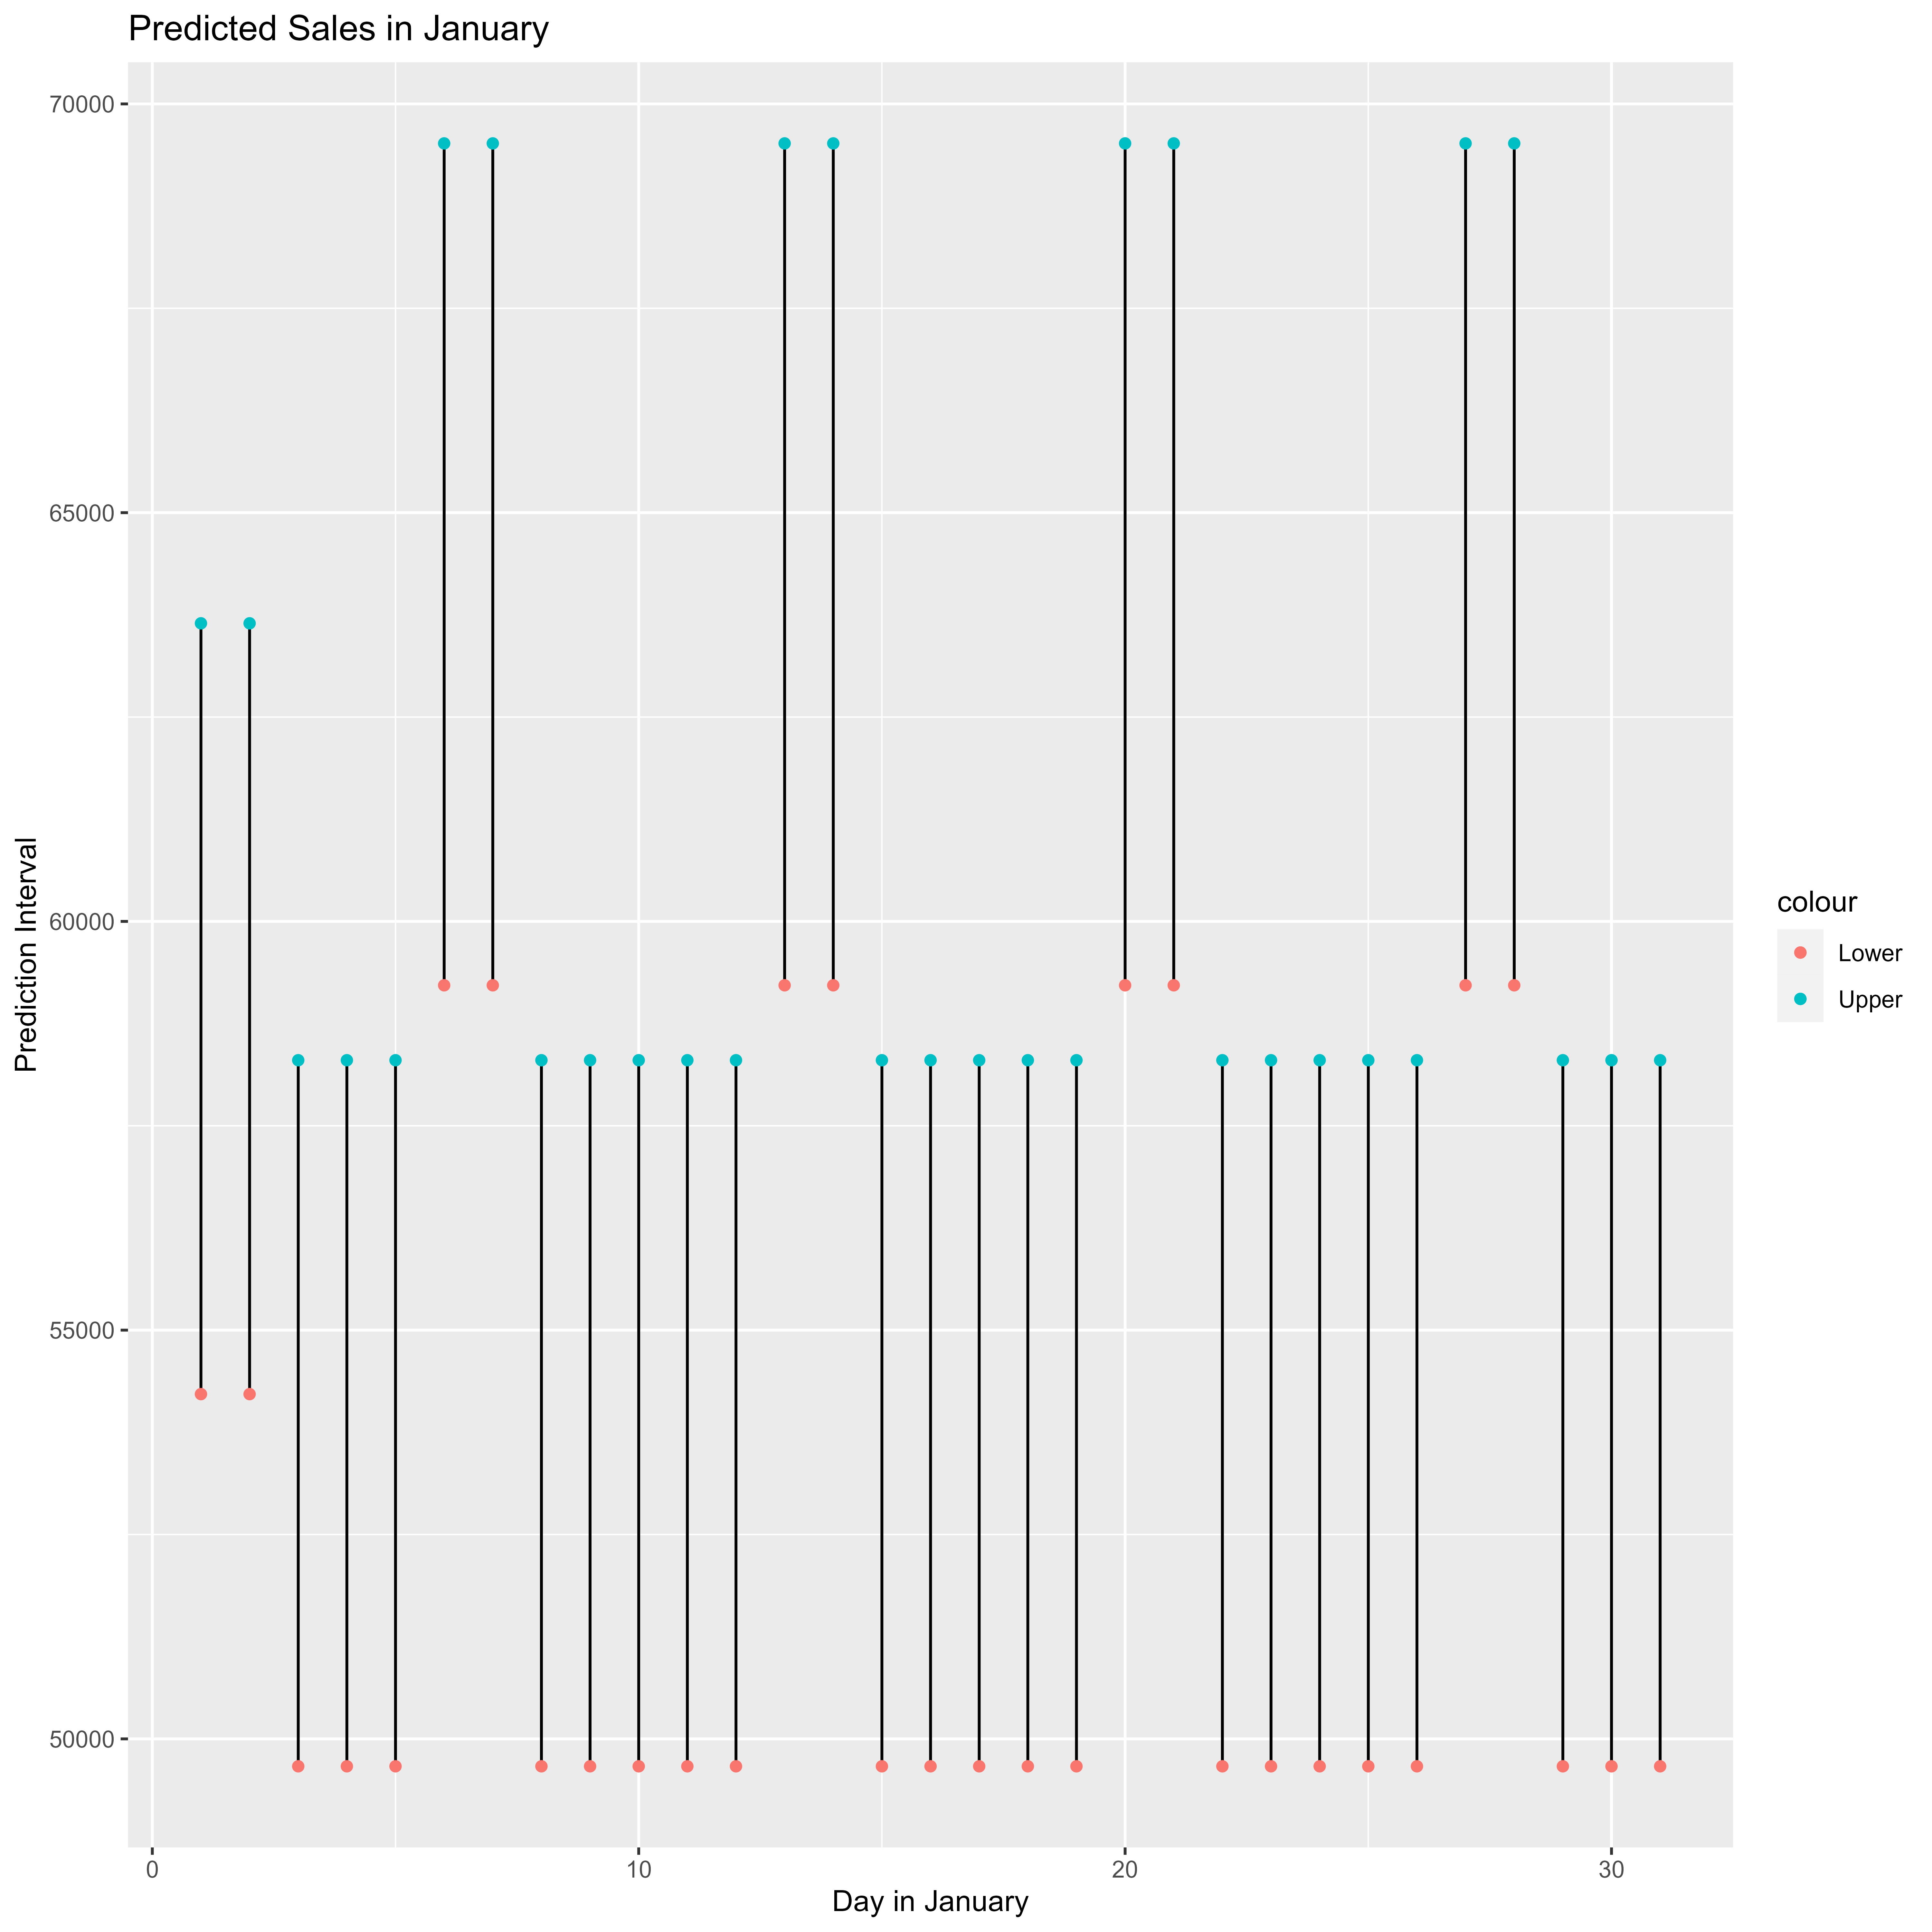 Predicted Sales in January
70000
65000
60000
55000
50000
Prediction Interval
0 10 20 30
Day in January
colour
Lower
Upper